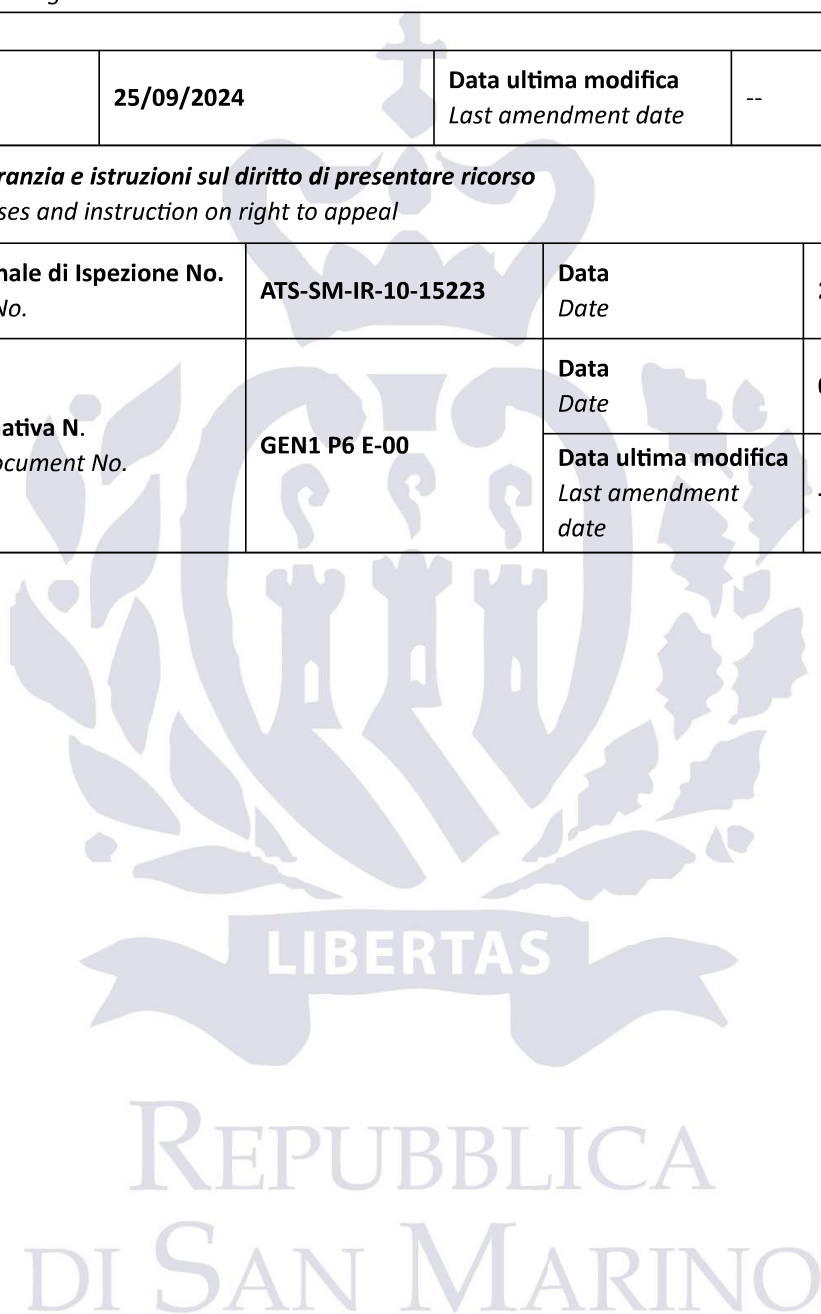 25/09/2024
Data ultima modifica
Last amendment date
--
ranzia e istruzioni sul diritto di presentare ricorso
ses and instruction on right to appeal
nale di Ispezione No.
No.
ATS-SM-IR-10-15223
Data
Date
Data
Date
ativa N.
ocument No.
GEN1 P6 E-00
Data ultima modifica
Last amendment
date
LIBERTAS
REPUBBLICA
DI SAN MARINO